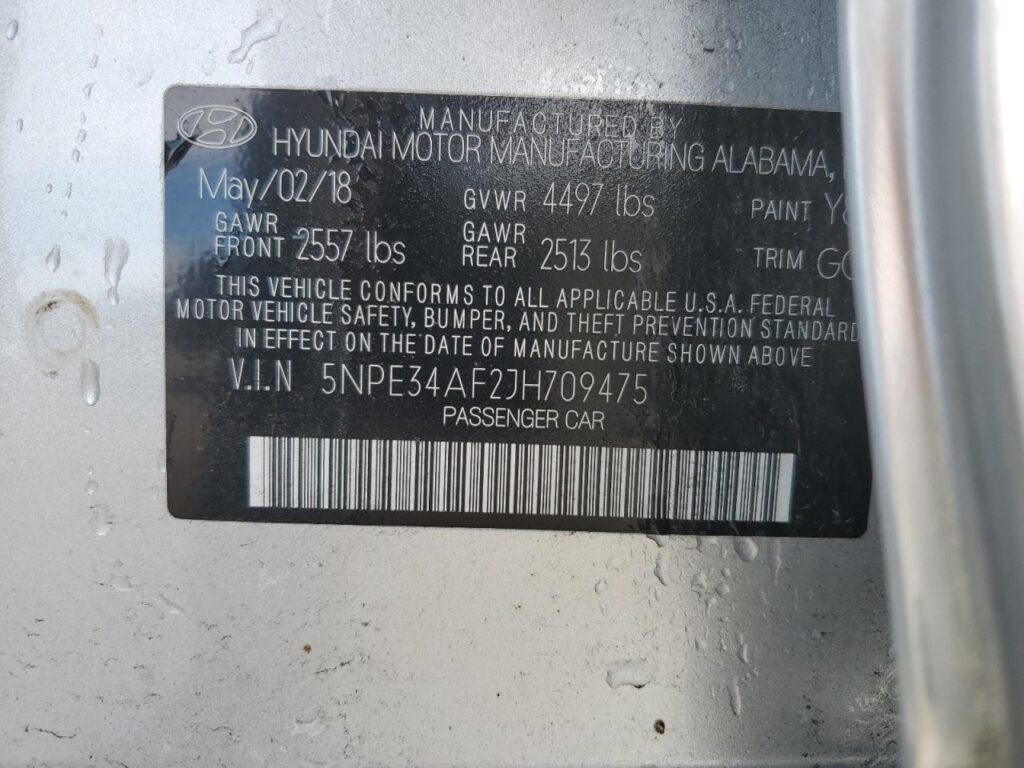 MANUFACTURED BY
HYUNDAI MOTOR MANUFACTURING ALABAMA,
May/02/18 GVWR 4497 lbs PAINT
GAWR FRONT 2557 lbs GAWR REAR 2513 lbs TRIM
THIS VEHICLE CONFORMS TO ALL APPLICABLE U.S.A. FEDERAL
MOTOR VEHICLE SAFETY, BUMPER, AND THEFT PREVENTION STANDARD
IN EFFECT ON THE DATE OF MANUFACTURE SHOWN ABOVE
V.I.N 5NPE34AF2JH709475
PASSENGER CAR